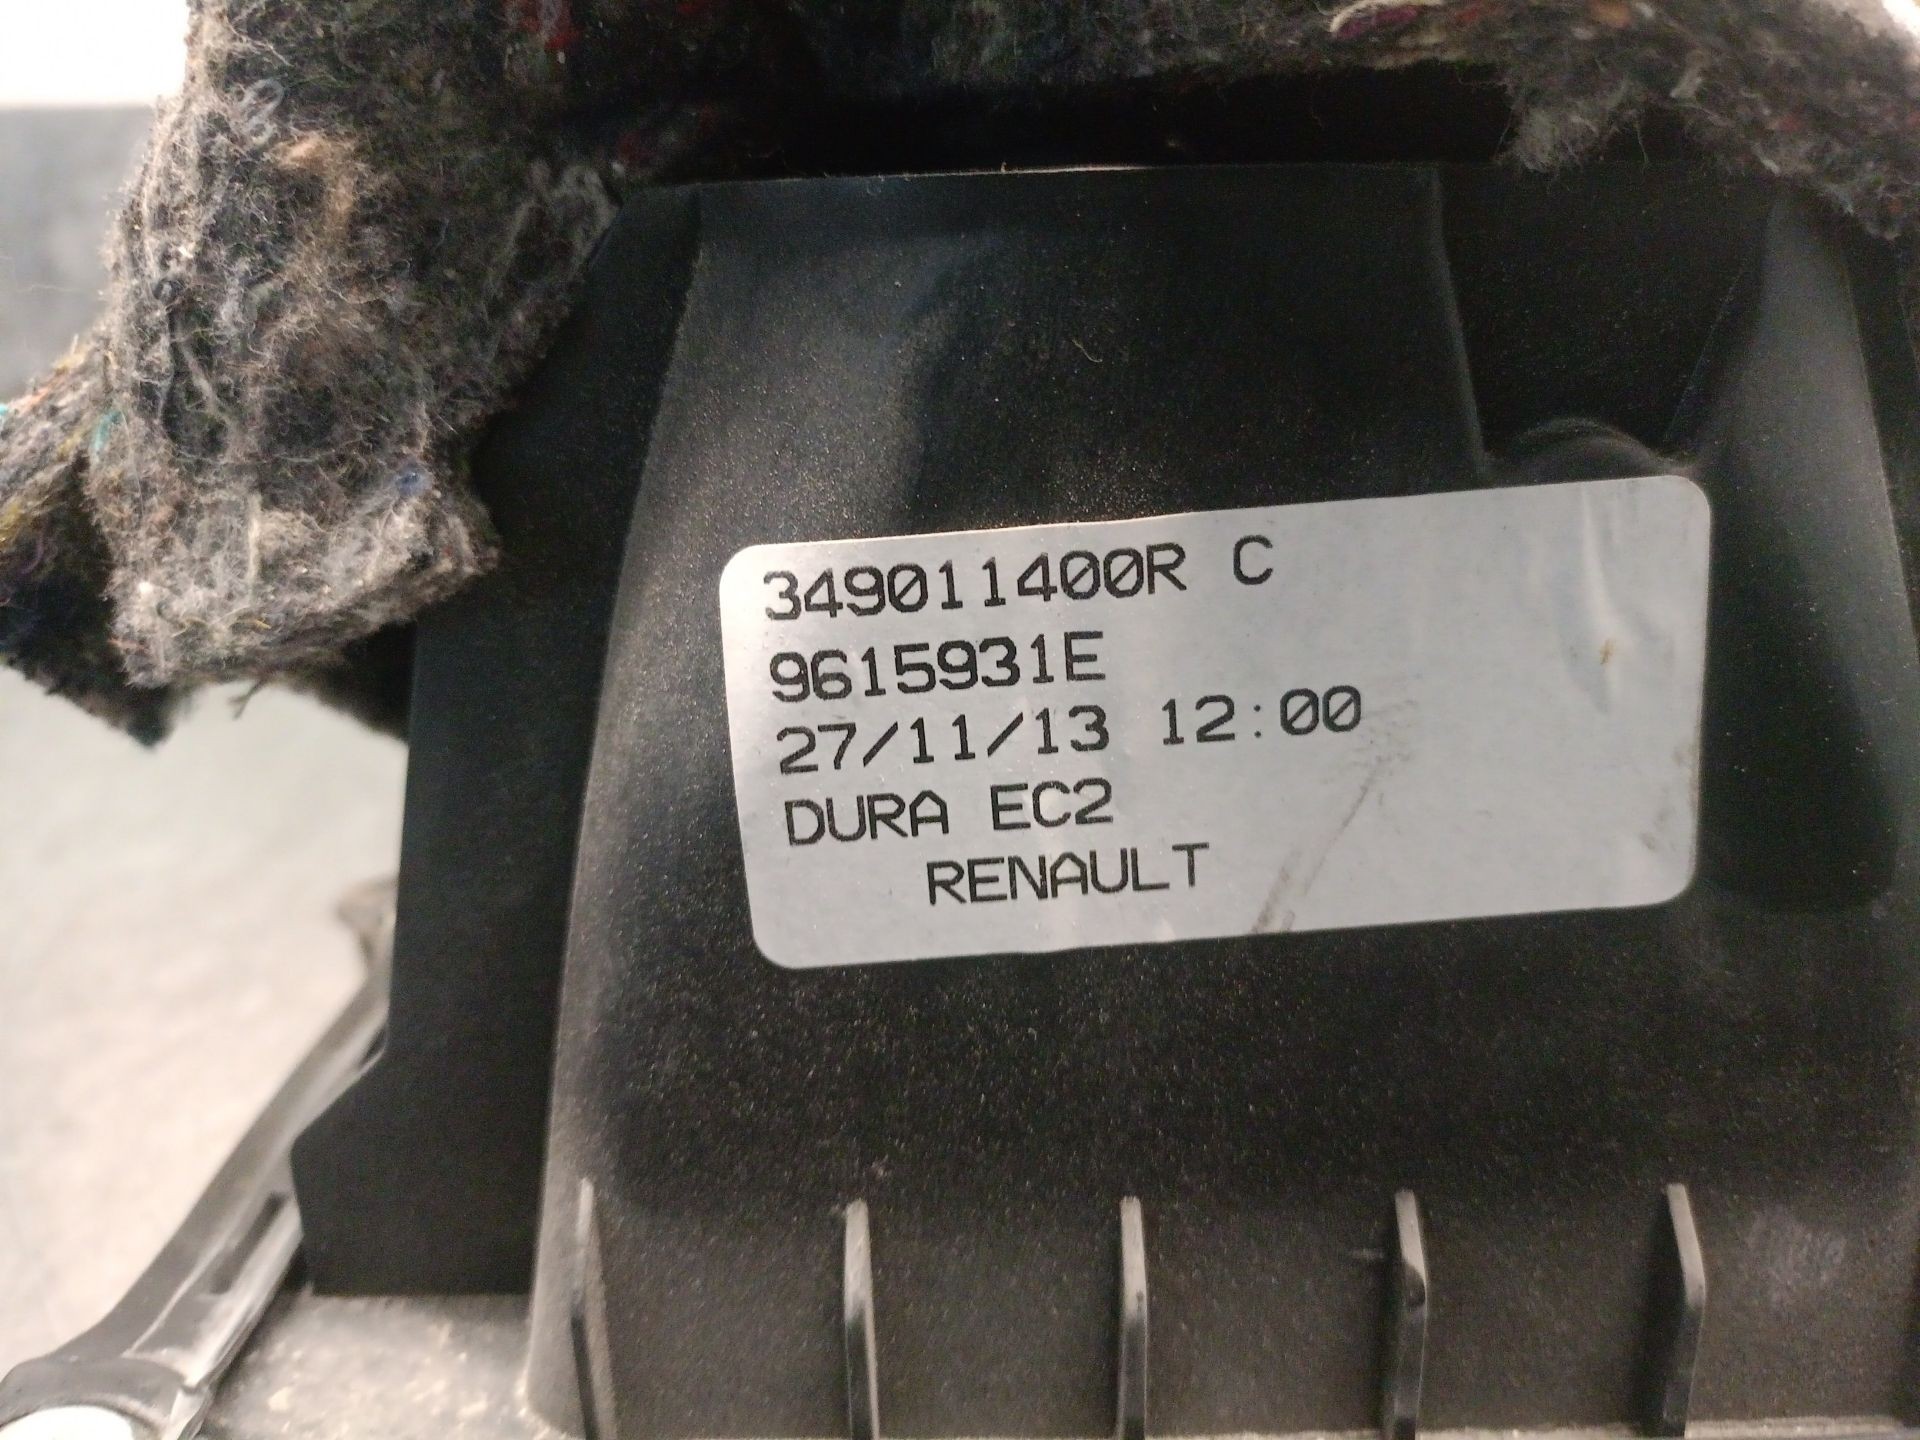 349011400R C
9615931E
27/11/13 12:00
DURA EC2
RENAULT